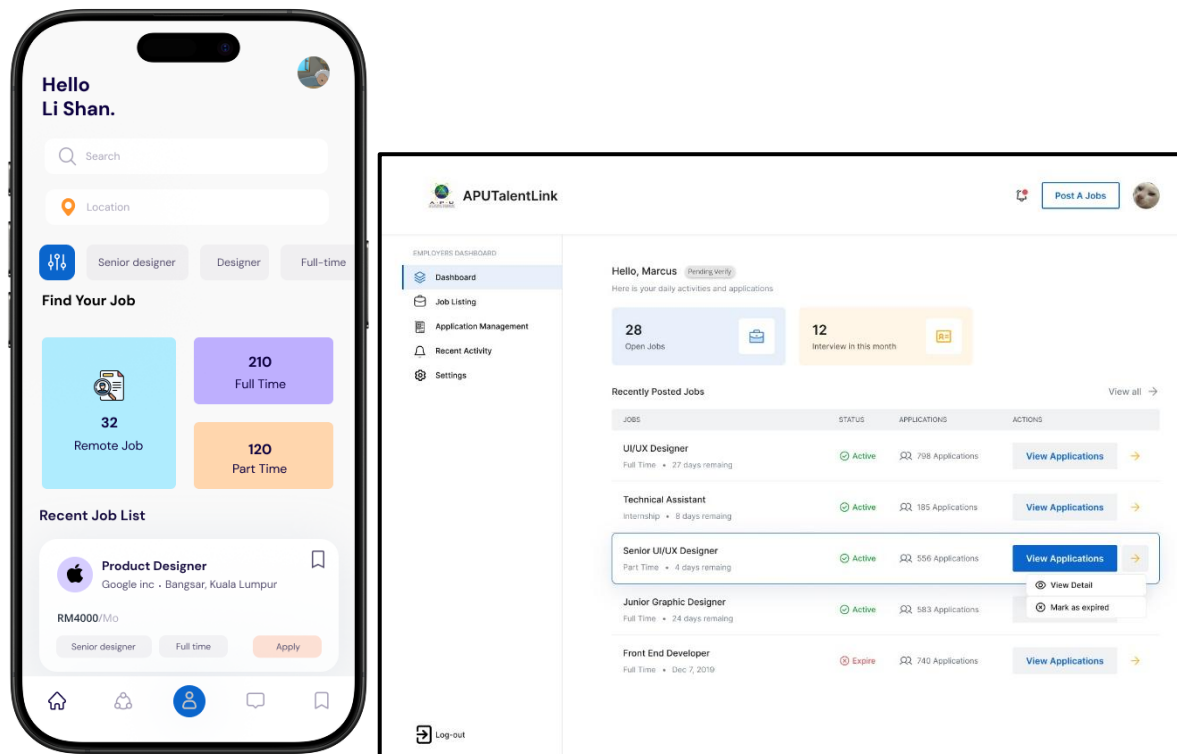 Hello
Li Shan.
Search
Location
Senior designer
Designer
Full-time
Find Your Job
32
Remote Job
210
Full Time
120
Part Time
Recent Job List
Product Designer
Google inc . Bangsar, Kuala Lumpur
RM4000/Mo
Senior designer
Full time
Apply
A P U
APUTalentLink
Post A Jobs
EMPLOYERS DASHBOARD
Dashboard
Job Listing
Application Management
Recent Activity
Settings
Log-out
Hello, Marcus Pending Verify
Here is your daily activities and applications
28
Open Jobs
12
Interview in this month
Recently Posted Jobs View all
JOBS STATUS APPLICATIONS ACTIONS
UI/UX Designer
Full Time • 27 days remaing
Active 798 Applications View Applications
Technical Assistant
Internship • 8 days remaing
Active 185 Applications View Applications
Senior UI/UX Designer
Part Time • 4 days remaing
Active 556 Applications View Applications
View Detail
Mark as expired
Junior Graphic Designer
Full Time • 24 days remaing
Active 583 Applications
Front End Developer
Full Time • Dec 7, 2019
Expire 740 Applications View Applications